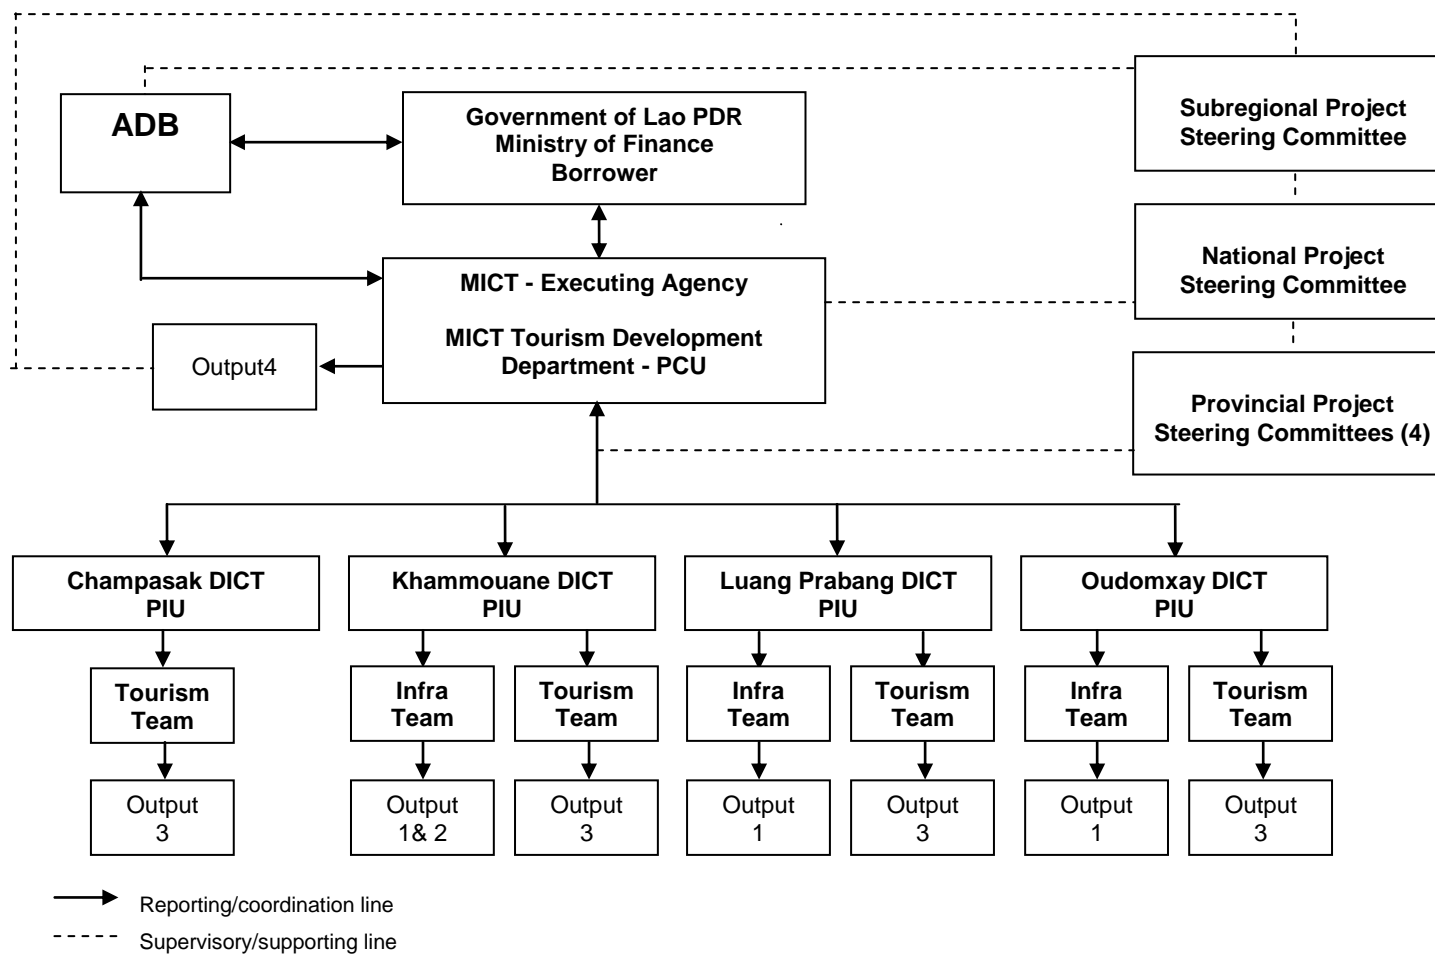 ADB
Government of Lao PDR
Ministry of Finance
Borrower
Subregional Project
Steering Committee
National Project
Steering Committee
MICT - Executing Agency
MICT Tourism Development
Department - PCU
Output4
Provincial Project
Steering Committees (4)
Champasak DICT
PIU
Khammouane DICT
PIU
Luang Prabang DICT
PIU
Oudomxay DICT
PIU
Tourism
Team
Infra
Team
Tourism
Team
Infra
Team
Tourism
Team
Infra
Team
Tourism
Team
Output
3
Output
1& 2
Output
3
Output
1
Output
3
Output
1
Output
3
Reporting/coordination line
Supervisory/supporting line